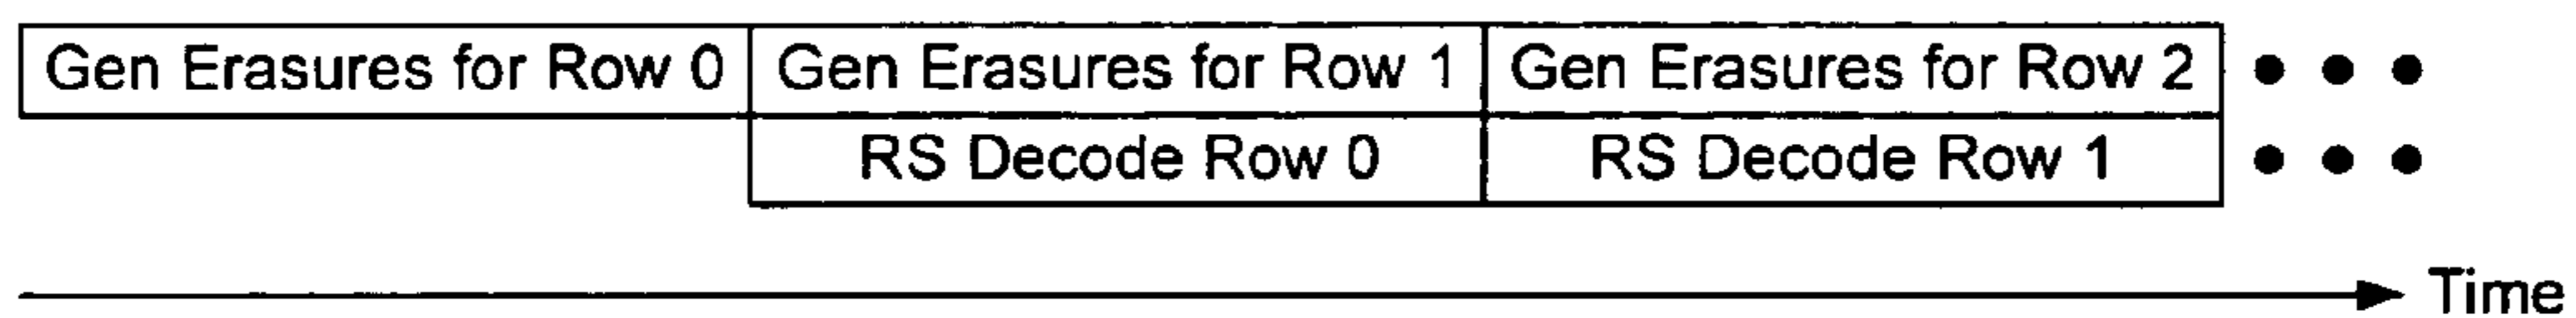 Gen Erasures for Row 0 Gen Erasures for Row 1 Gen Erasures for Row 2 ● ● ●
RS Decode Row 0 RS Decode Row 1 ● ● ●
Time